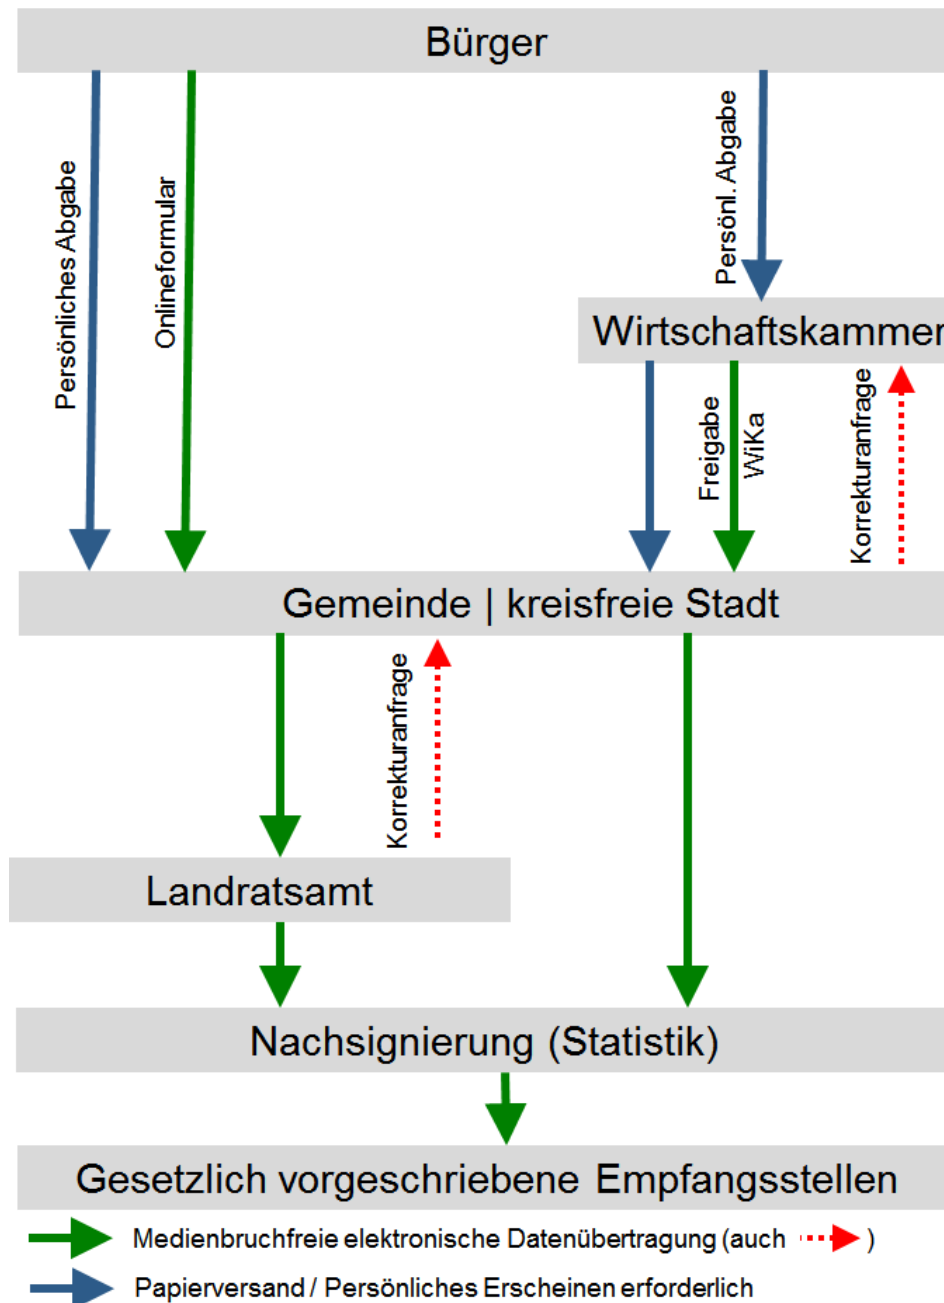 Bürger
Persönliches Abgabe
Onlineformular
Persönl. Abgabe
Wirtschaftskammer
Freigabe
WiKa
Korrekturanfrage
Gemeinde | kreisfreie Stadt
Korrekturanfrage
Landratsamt
Nachsignierung (Statistik)
Gesetzlich vorgeschriebene Empfangsstellen
Medienbruchfreie elektronische Datenübertragung (auch )
Papierversand / Persönliches Erscheinen erforderlich